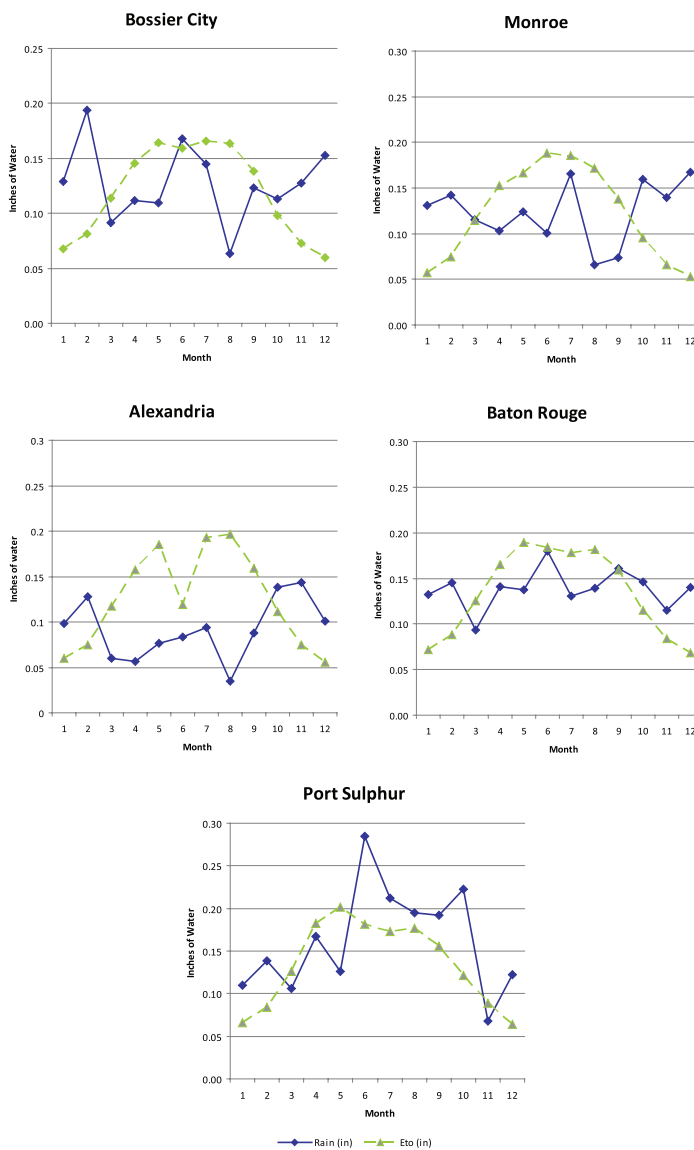 Bossier City
0.25
0.20
0.15
0.10
0.05
0.00
Inches of Water
1 2 3 4 5 6 7 8 9 10 11 12
Month
Monroe
0.30
0.25
0.20
0.15
0.10
0.05
0.00
Inches of Water
1 2 3 4 5 6 7 8 9 10 11 12
Month
Alexandria
0.3
0.25
0.2
0.15
0.1
0.05
0
Inches of water
1 2 3 4 5 6 7 8 9 10 11 12
Month
Baton Rouge
0.30
0.25
0.20
0.15
0.10
0.05
0.00
Inches of Water
1 2 3 4 5 6 7 8 9 10 11 12
Month
Port Sulphur
0.30
0.25
0.20
0.15
0.10
0.05
0.00
Inches of Water
1 2 3 4 5 6 7 8 9 10 11 12
Month
Rain (in) Eto (in)